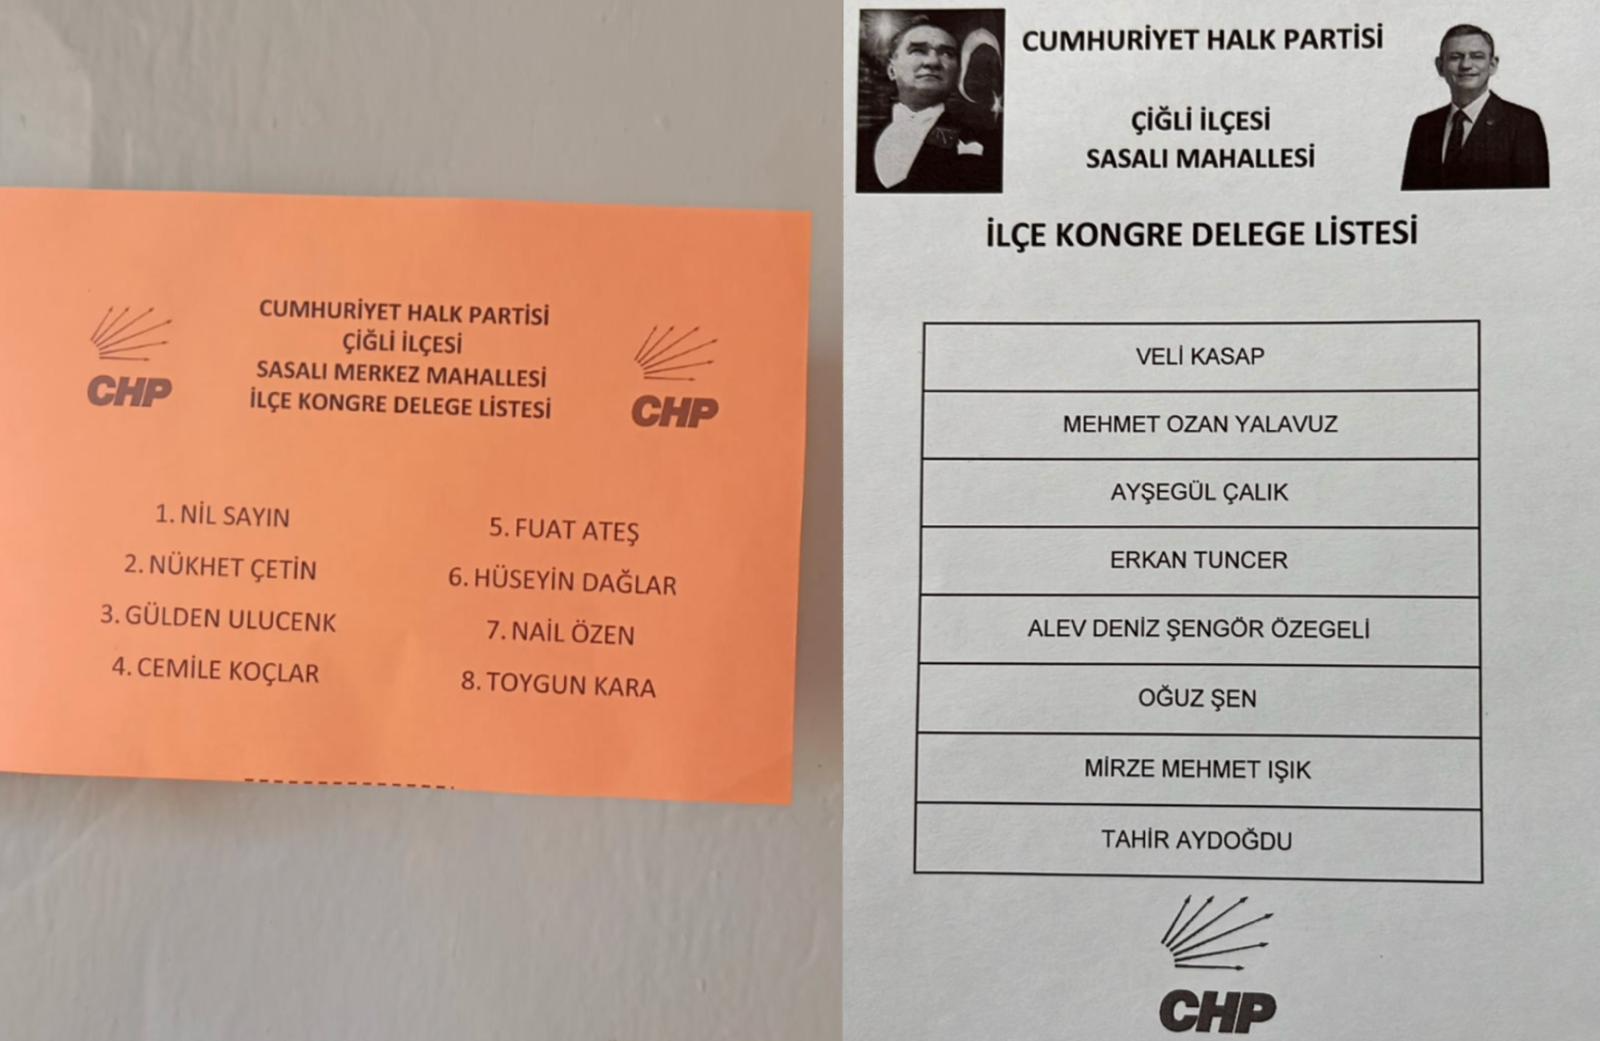 CUMHURİYET HALK PARTİSİ
ÇİĞLİ İLÇESİ
SASALI MERKEZ MAHALLESİ
İLÇE KONGRE DELEGE LİSTESİ
CHP
CHP
1. NİL SAYIN
2. NÜKHET ÇETİN
3. GÜLDEN ULUCENK
4. CEMİLE KOÇLAR
5. FUAT ATEŞ
6. HÜSEYİN DAĞLAR
7. NAİL ÖZEN
8. TOYGUN KARA
CUMHURİYET HALK PARTİSİ
ÇİĞLİ İLÇESİ
SASALI MAHALLESİ
İLÇE KONGRE DELEGE LİSTESİ
VELİ KASAP
MEHMET OZAN YALAVUZ
AYŞEGÜL ÇALIK
ERKAN TUNCER
ALEV DENİZ ŞENGÖR ÖZEGELİ
OĞUZ ŞEN
MİRZE MEHMET IŞIK
TAHİR AYDOĞDU
CHP